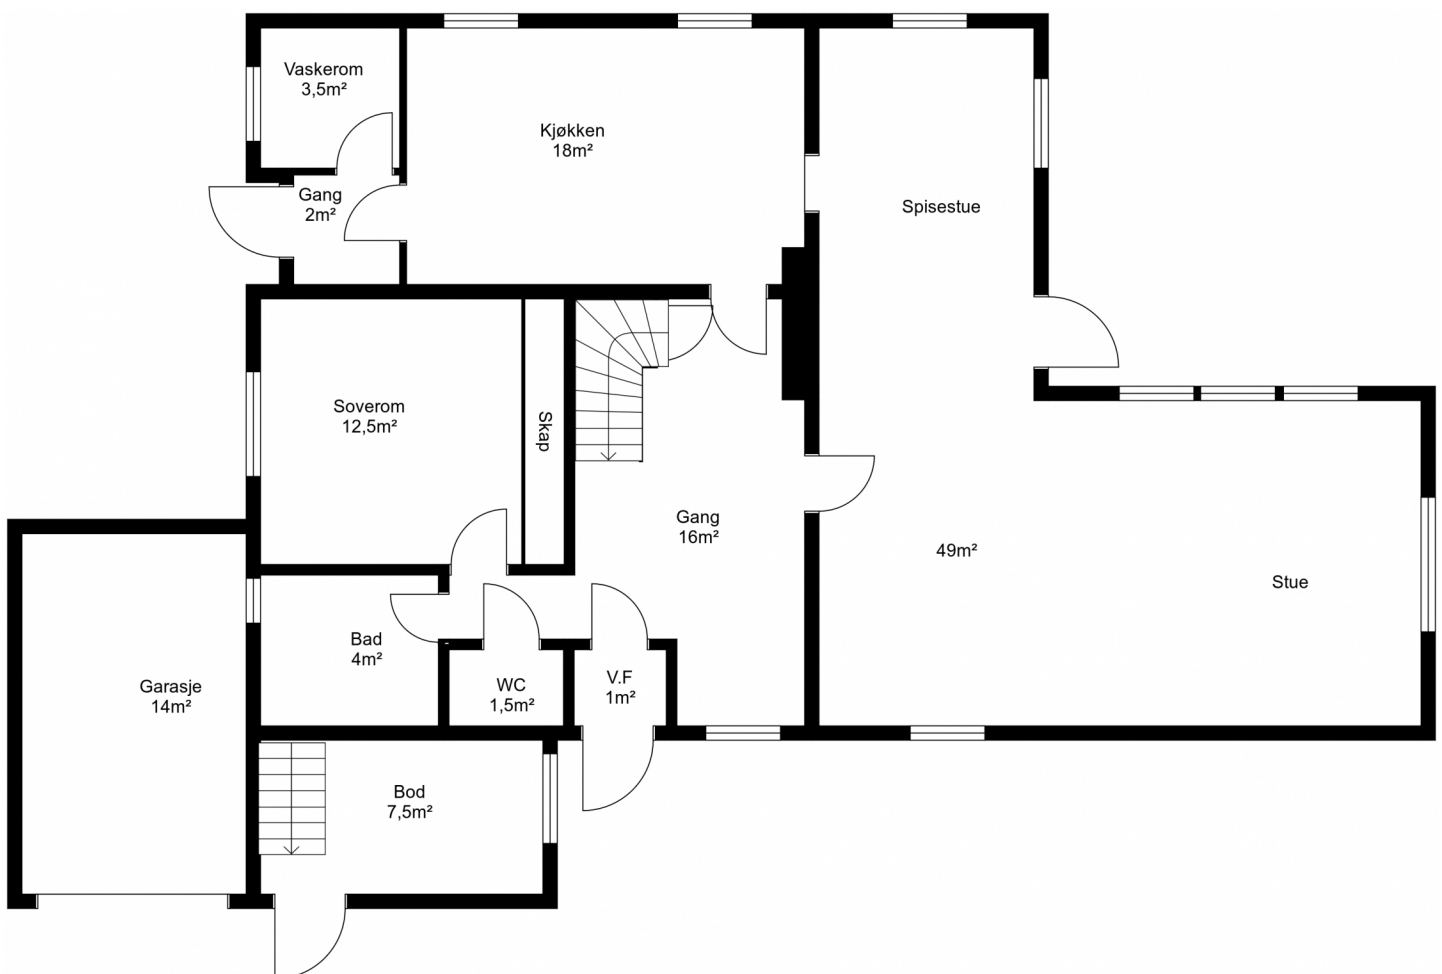 Vaskerom
3,5m²
Kjøkken
18m²
Gang
2m²
Spisestue
Soverom
12,5m²
Skap
Gang
16m²
49m²
Stue
Bad
4m²
Garasje
14m²
WC
1,5m²
V.F
1m²
Bod
7,5m²